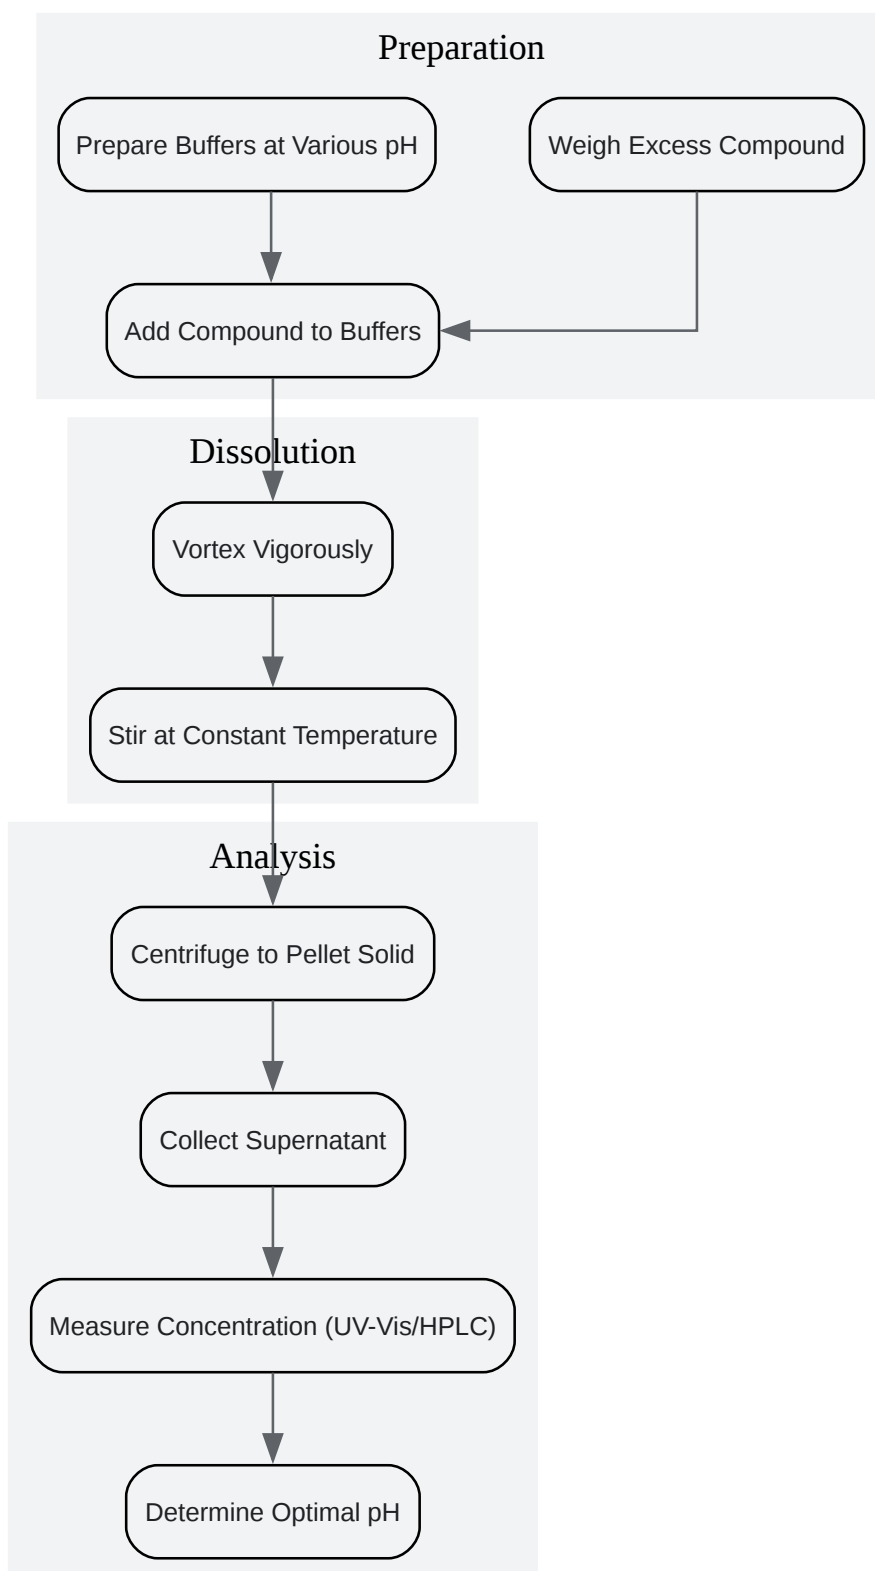 Preparation
Prepare Buffers at Various pH
Weigh Excess Compound
Add Compound to Buffers
Dissolution
Vortex Vigorously
Stir at Constant Temperature
Analysis
Centrifuge to Pellet Solid
Collect Supernatant
Measure Concentration (UV-Vis/HPLC)
Determine Optimal pH